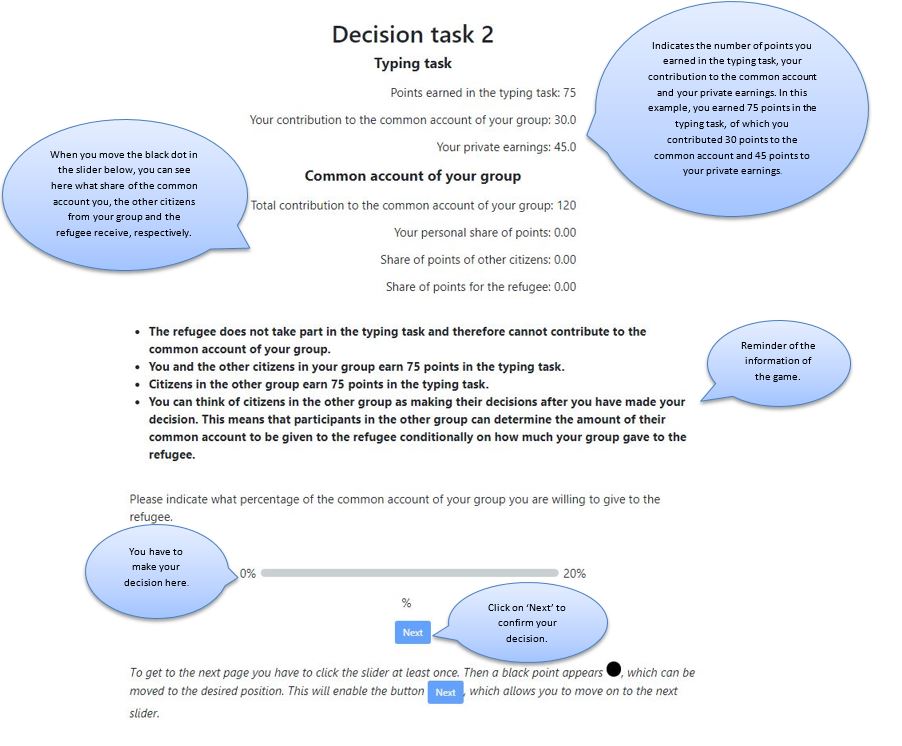 Decision task 2
Typing task
Points earned in the typing task: 75
Your contribution to the common account of your group: 30.0
Your private earnings: 45.0
Indicates the number of points you
earned in the typing task, your
contribution to the common account
and your private earnings. In this
example, you earned 75 points in the
typing task, of which you
contributed 30 points to the
common account and 45 points to
your private earnings.
When you move the black dot in
the slider below, you can see
here what share of the common
account you, the other citizens
from your group and the
refugee receive, respectively.
Common account of your group
Total contribution to the common account of your group: 120
Your personal share of points: 0.00
Share of points of other citizens: 0.00
Share of points for the refugee: 0.00
• The refugee does not take part in the typing task and therefore cannot contribute to the
common account of your group.
• You and the other citizens in your group earn 75 points in the typing task.
• Citizens in the other group earn 75 points in the typing task.
• You can think of citizens in the other group as making their decisions after you have made your
decision. This means that participants in the other group can determine the amount of their
common account to be given to the refugee conditionally on how much your group gave to the
refugee.
Reminder of the
information of
the game.
Please indicate what percentage of the common account of your group you are willing to give to the
refugee.
You have to
make your
decision here.
0% 20%
%
Next
Click on ‘Next’ to
confirm your
decision.
To get to the next page you have to click the slider at least once. Then a black point appears , which can be
moved to the desired position. This will enable the button Next , which allows you to move on to the next
slider.